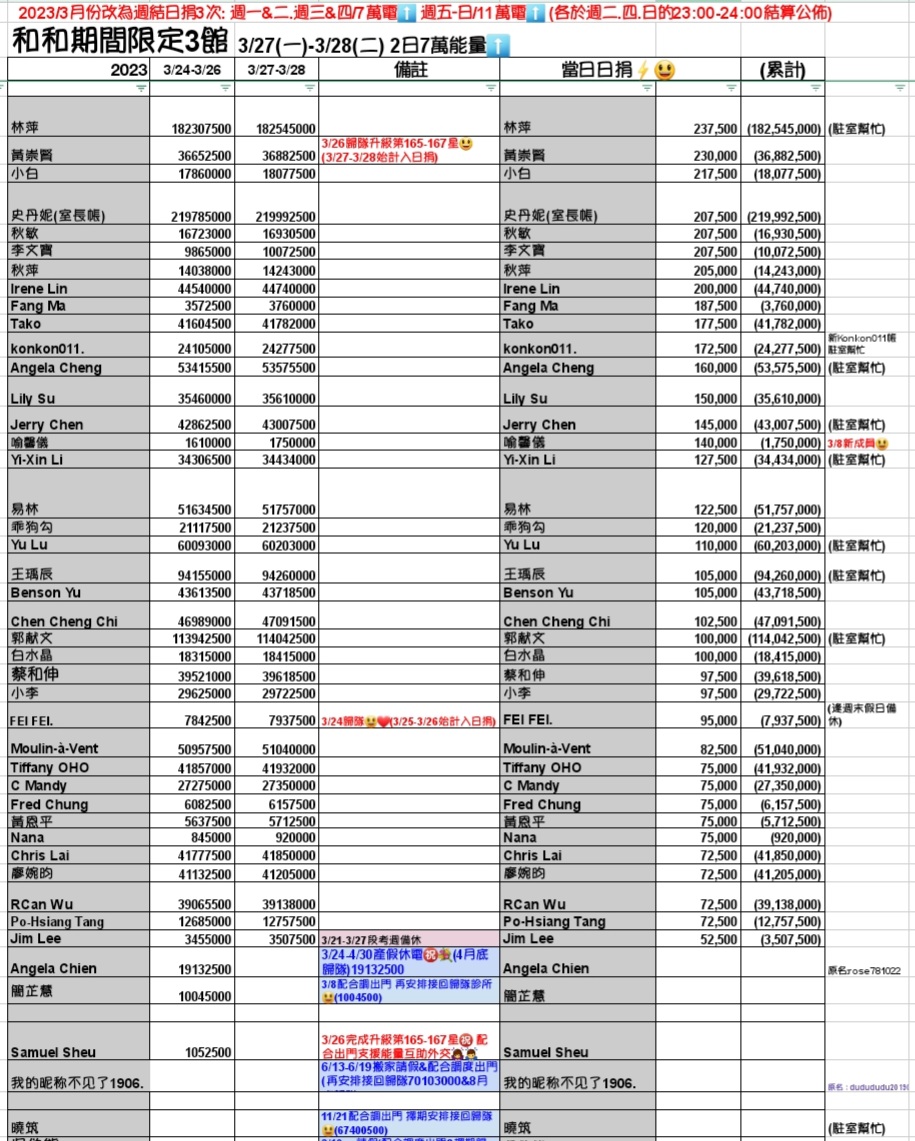 2023/3月份改為週結日捐3次: 週一&二.週三&四/7萬電⬆️ 週五-日/11萬電⬆️ (各於週二.四.日的23:00-24:00結算公佈)
和和期間限定3館 3/27(一)-3/28(二) 2日7萬能量⬆️
2023 3/24-3/26 3/27-3/28 備註 當日日捐⚡😃 (累計)
林萍 182307500 182545000 林萍 237,500 (182,545,000) (駐室幫忙)
3/26歸隊升級第165-167星😃
黃崇賢 36652500 36882500 (3/27-3/28始計入日捐) 黃崇賢 230,000 (36,882,500)
小白 17860000 18077500 小白 217,500 (18,077,500)
史丹妮(室長帳) 219785000 219992500 史丹妮(室長帳) 207,500 (219,992,500)
秋敏 16723000 16930500 秋敏 207,500 (16,930,500)
李文寶 9865000 10072500 李文寶 207,500 (10,072,500)
秋萍 14038000 14243000 秋萍 205,000 (14,243,000)
Irene Lin 44540000 44740000 Irene Lin 200,000 (44,740,000)
Fang Ma 3572500 3760000 Fang Ma 187,500 (3,760,000)
Tako 41604500 41782000 Tako 177,500 (41,782,000)
新Konkon011帳
konkon011. 24105000 24277500 konkon011. 172,500 (24,277,500) 駐室幫忙
Angela Cheng 53415500 53575500 Angela Cheng 160,000 (53,575,500) (駐室幫忙)
Lily Su 35460000 35610000 Lily Su 150,000 (35,610,000)
Jerry Chen 42862500 43007500 Jerry Chen 145,000 (43,007,500) (駐室幫忙)
喻馨儀 1610000 1750000 喻馨儀 140,000 (1,750,000) 3/8新成員😃
Yi-Xin Li 34306500 34434000 Yi-Xin Li 127,500 (34,434,000) (駐室幫忙)
易林 51634500 51757000 易林 122,500 (51,757,000)
乖狗勾 21117500 21237500 乖狗勾 120,000 (21,237,500)
Yu Lu 60093000 60203000 Yu Lu 110,000 (60,203,000) (駐室幫忙)
王瑀辰 94155000 94260000 王瑀辰 105,000 (94,260,000) (駐室幫忙)
Benson Yu 43613500 43718500 Benson Yu 105,000 (43,718,500)
Chen Cheng Chi 46989000 47091500 Chen Cheng Chi 102,500 (47,091,500)
郭献文 113942500 114042500 郭献文 100,000 (114,042,500) (駐室幫忙)
白水晶 18315000 18415000 白水晶 100,000 (18,415,000)
蔡和伸 39521000 39618500 蔡和伸 97,500 (39,618,500)
小李 29625000 29722500 小李 97,500 (29,722,500)
(逢週末假日備
FEI FEI. 7842500 7937500 3/24歸隊😃❤️(3/25-3/26始計入日捐) FEI FEI. 95,000 (7,937,500) 休)
Moulin-à-Vent 50957500 51040000 Moulin-à-Vent 82,500 (51,040,000)
Tiffany OHO 41857000 41932000 Tiffany OHO 75,000 (41,932,000)
C Mandy 27275000 27350000 C Mandy 75,000 (27,350,000)
Fred Chung 6082500 6157500 Fred Chung 75,000 (6,157,500)
黃恩平 5637500 5712500 黃恩平 75,000 (5,712,500)
Nana 845000 920000 Nana 75,000 (920,000)
Chris Lai 41777500 41850000 Chris Lai 72,500 (41,850,000)
廖婉昀 41132500 41205000 廖婉昀 72,500 (41,205,000)
RCan Wu 39065500 39138000 RCan Wu 72,500 (39,138,000)
Po-Hsiang Tang 12685000 12757500 Po-Hsiang Tang 72,500 (12,757,500)
Jim Lee 3455000 3507500 3/21-3/27段考週備休 Jim Lee 52,500 (3,507,500)
3/24-4/30產假休電㊗️💐(4月底
Angela Chien 19132500 歸隊)19132500 Angela Chien 原名rose781022
3/8配合調出門 再安排接回歸隊診所
簡芷慧 10045000 😃(1004500) 簡芷慧
3/26完成升級第165-167星㊗️ 配
Samuel Sheu 1052500 合出門支援能量互助外交 Samuel Sheu
6/13-6/19搬家請假&配合調度出門
我的昵称不见了1906. (再安排接回歸隊70103000&8月 我的昵称不见了1906. 原名:dudududu2013
11/21配合調出門 擇期安排接回歸隊
曉筑 😃(67400500) 曉筑 (駐室幫忙)